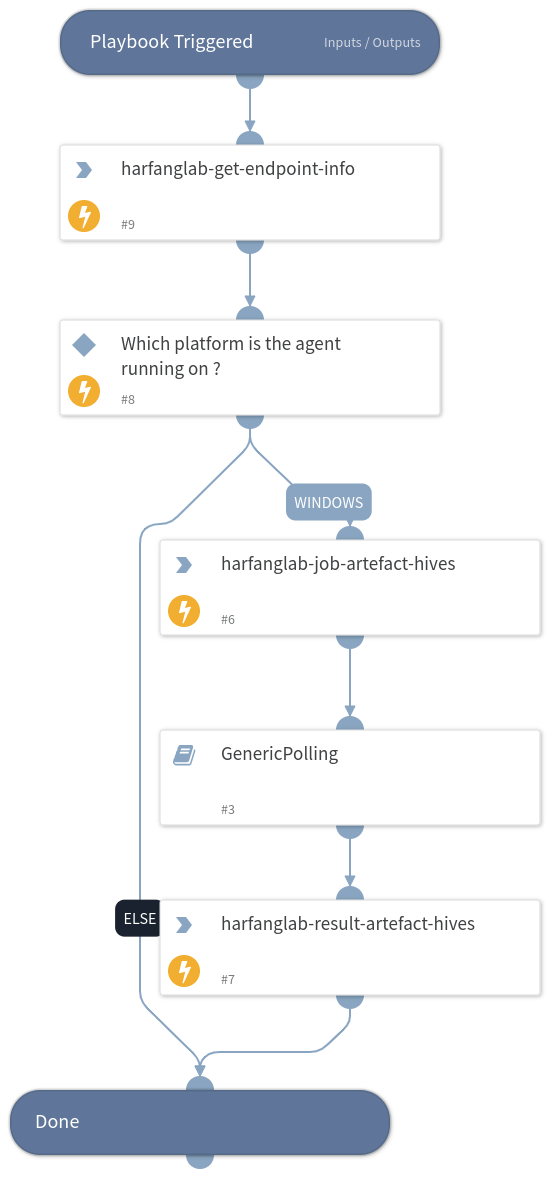 Playbook Triggered
Inputs / Outputs
harfanglab-get-endpoint-info
#9
Which platform is the agent
running on ?
#8
WINDOWS
harfanglab-job-artefact-hives
#6
GenericPolling
#3
ELSE
harfanglab-result-artefact-hives
#7
Done